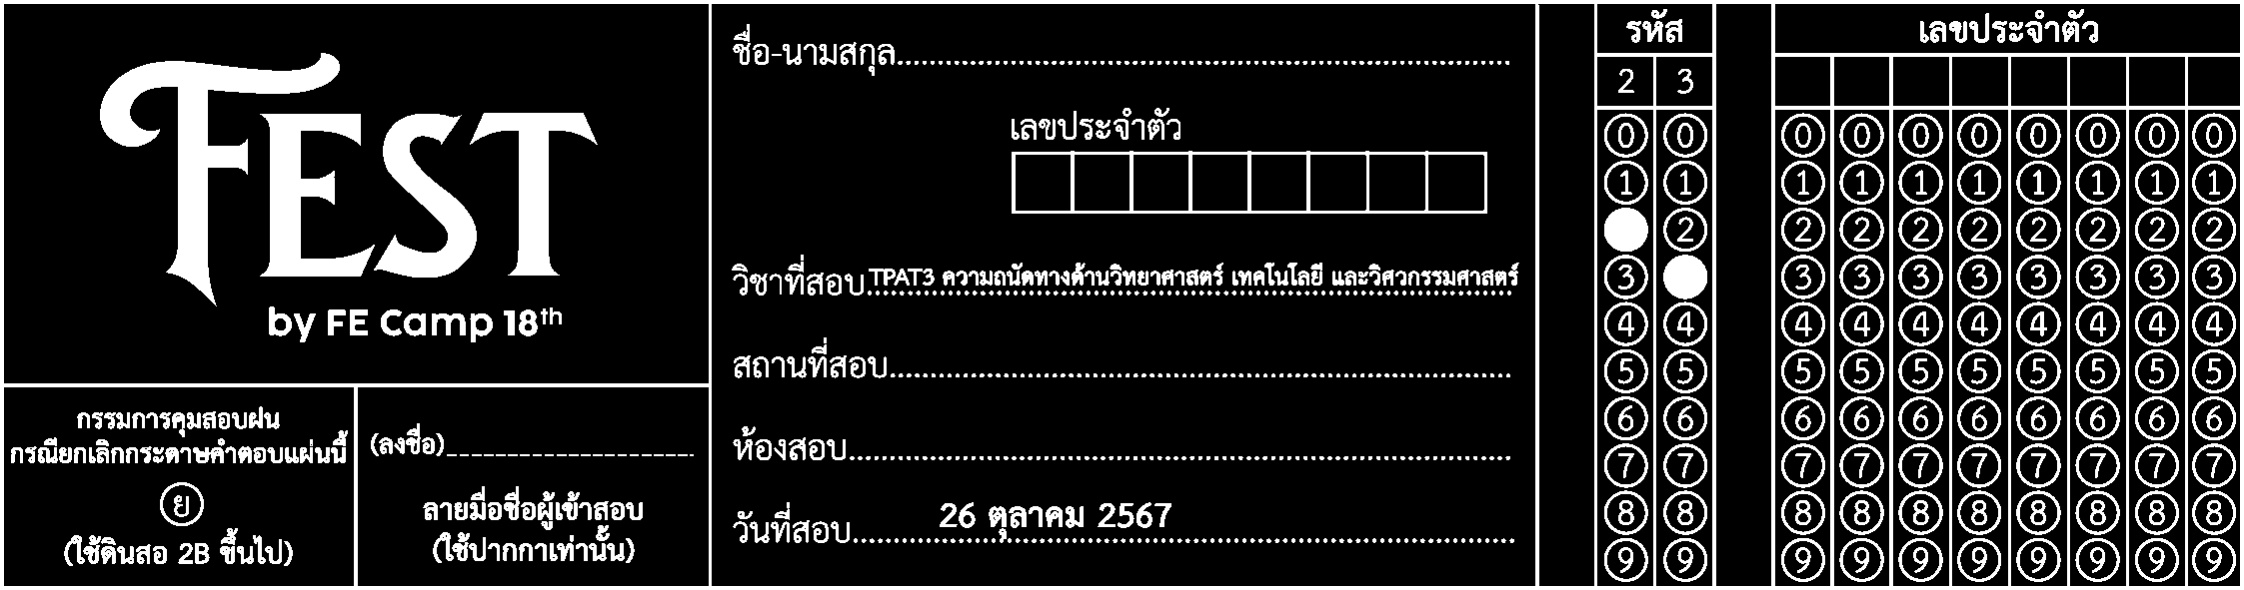 FEST
by FE Camp 18th
กรรมการคุมสอบฝน
กรณียกเลิกกระดาษคำตอบแผ่นนี้
ย
(ใช้ดินสอ 2B ขึ้นไป)
(ลงชื่อ)____________________
ลายมือชื่อผู้เข้าสอบ
(ใช้ปากกาเท่านั้น)
ชื่อ-นามสกุล........................................
เลขประจำตัว
วิชาที่สอบ TPAT3 ความถนัดทางด้านวิทยาศาสตร์ เทคโนโลยี และวิศวกรรมศาสตร์
สถานที่สอบ........................................
ห้องสอบ........................................
วันที่สอบ 26 ตุลาคม 2567
รหัส
2 3
0 0
1 1
2
3
4 4
5 5
6 6
7 7
8 8
9 9
เลขประจำตัว
0 0 0 0 0 0 0 0
1 1 1 1 1 1 1 1
2 2 2 2 2 2 2 2
3 3 3 3 3 3 3 3
4 4 4 4 4 4 4 4
5 5 5 5 5 5 5 5
6 6 6 6 6 6 6 6
7 7 7 7 7 7 7 7
8 8 8 8 8 8 8 8
9 9 9 9 9 9 9 9